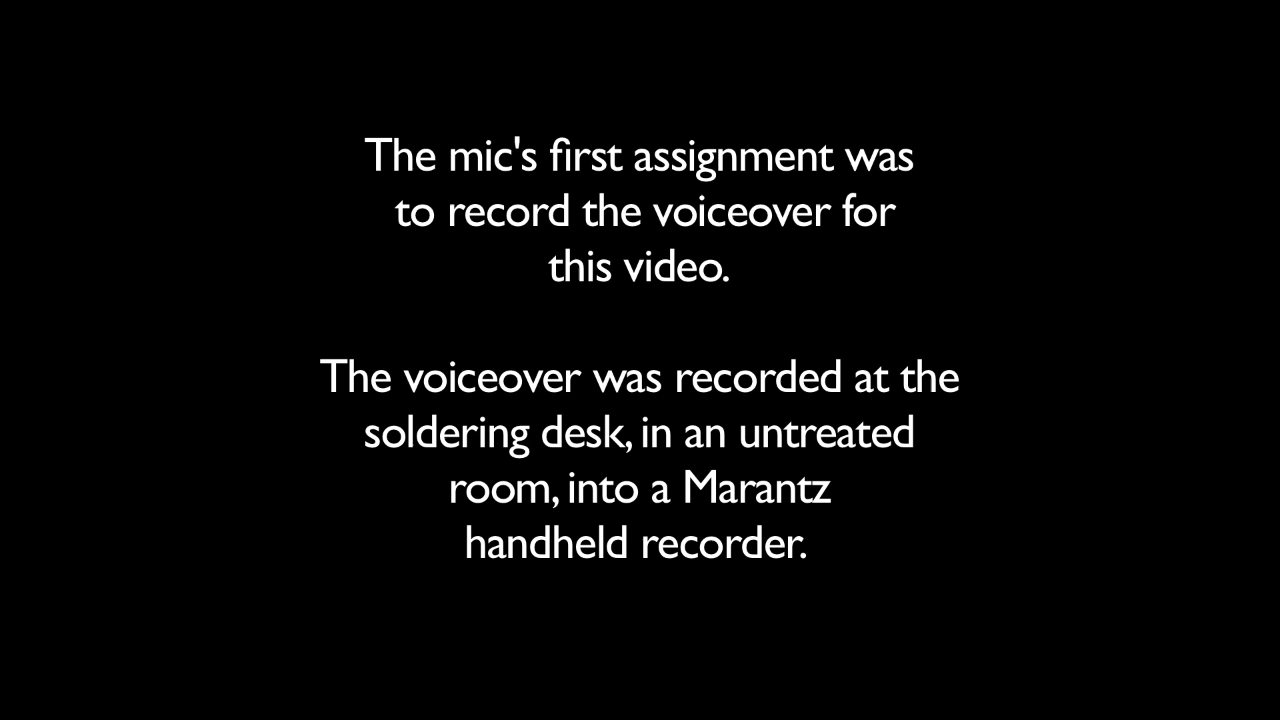 The mic's first assignment was
to record the voiceover for
this video.
The voiceover was recorded at the
soldering desk, in an untreated
room, into a Marantz
handheld recorder.